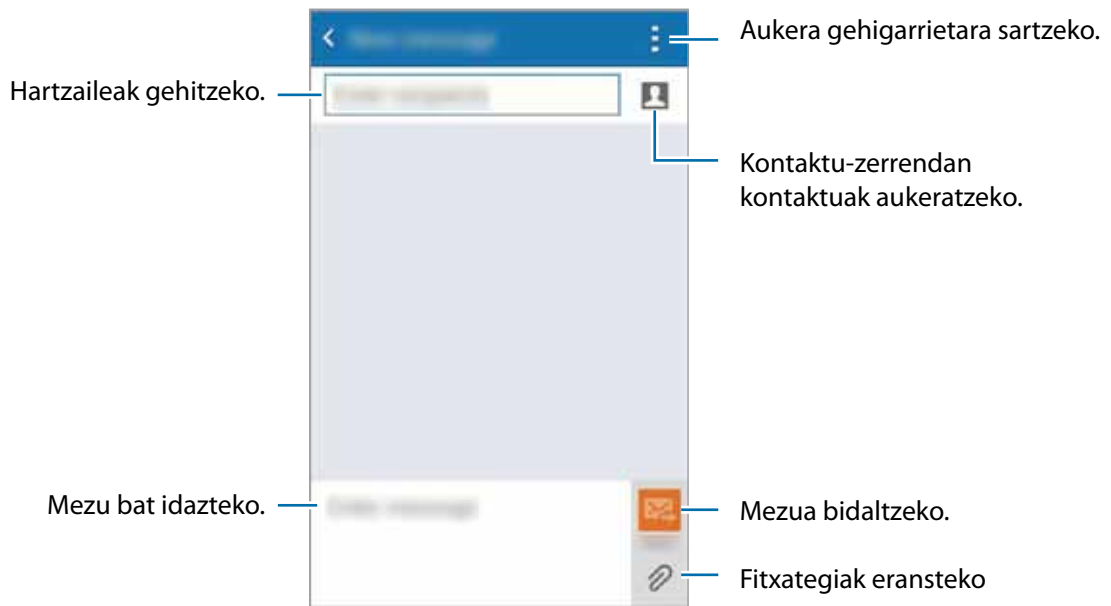 Aukera gehigarrietara sartzeko.
Hartzaileak gehitzeko.
Kontaktu-zerrendan
kontaktuak aukeratzeko.
Mezu bat idazteko.
Mezua bidaltzeko.
Fitxategiak eransteko